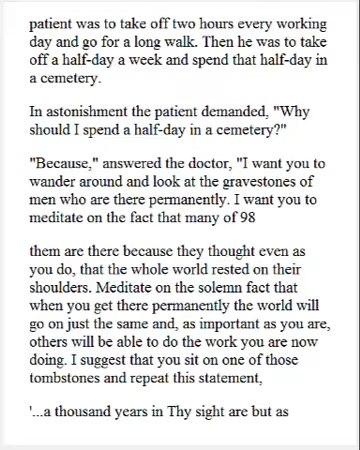 patient was to take off two hours every working
day and go for a long walk. Then he was to take
off a half-day a week and spend that half-day in
a cemetery.
In astonishment the patient demanded, "Why
should I spend a half-day in a cemetery?"
"Because," answered the doctor, "I want you to
wander around and look at the gravestones of
men who are there permanently. I want you to
meditate on the fact that many of 98
them are there because they thought even as
you do, that the whole world rested on their
shoulders. Meditate on the solemn fact that
when you get there permanently the world will
go on just the same and, as important as you are,
others will be able to do the work you are now
doing. I suggest that you sit on one of those
tombstones and repeat this statement,
'...a thousand years in Thy sight are but as